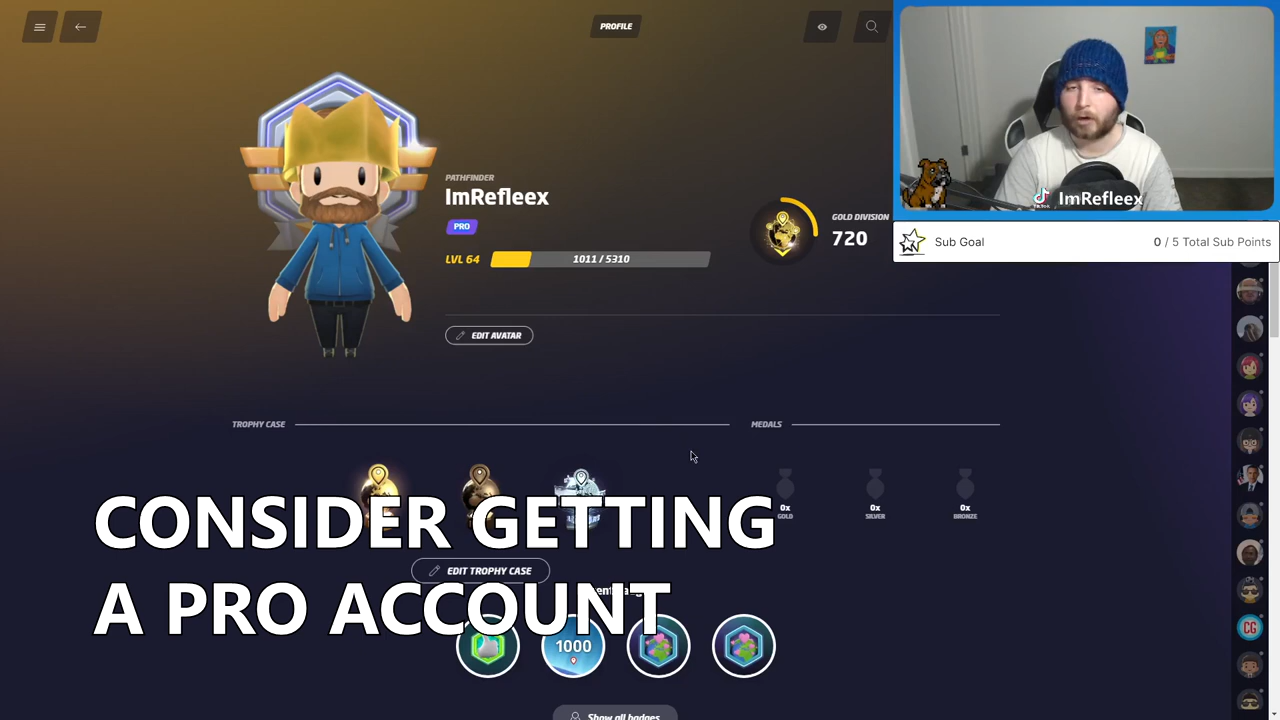 PROFILE
PATHFINDER
ImRefleex
PRO
LVL 64
1011 / 5310
GOLD DIVISION
720
EDIT AVATAR
ImRefleex
Sub Goal
0 / 5 Total Sub Points
TROPHY CASE
MEDALS
0x
GOLD
0x
SILVER
0x
BRONZE
CONSIDER GETTING
A PRO ACCOUNT
EDIT TROPHY CASE
1000
Show all badges
CG